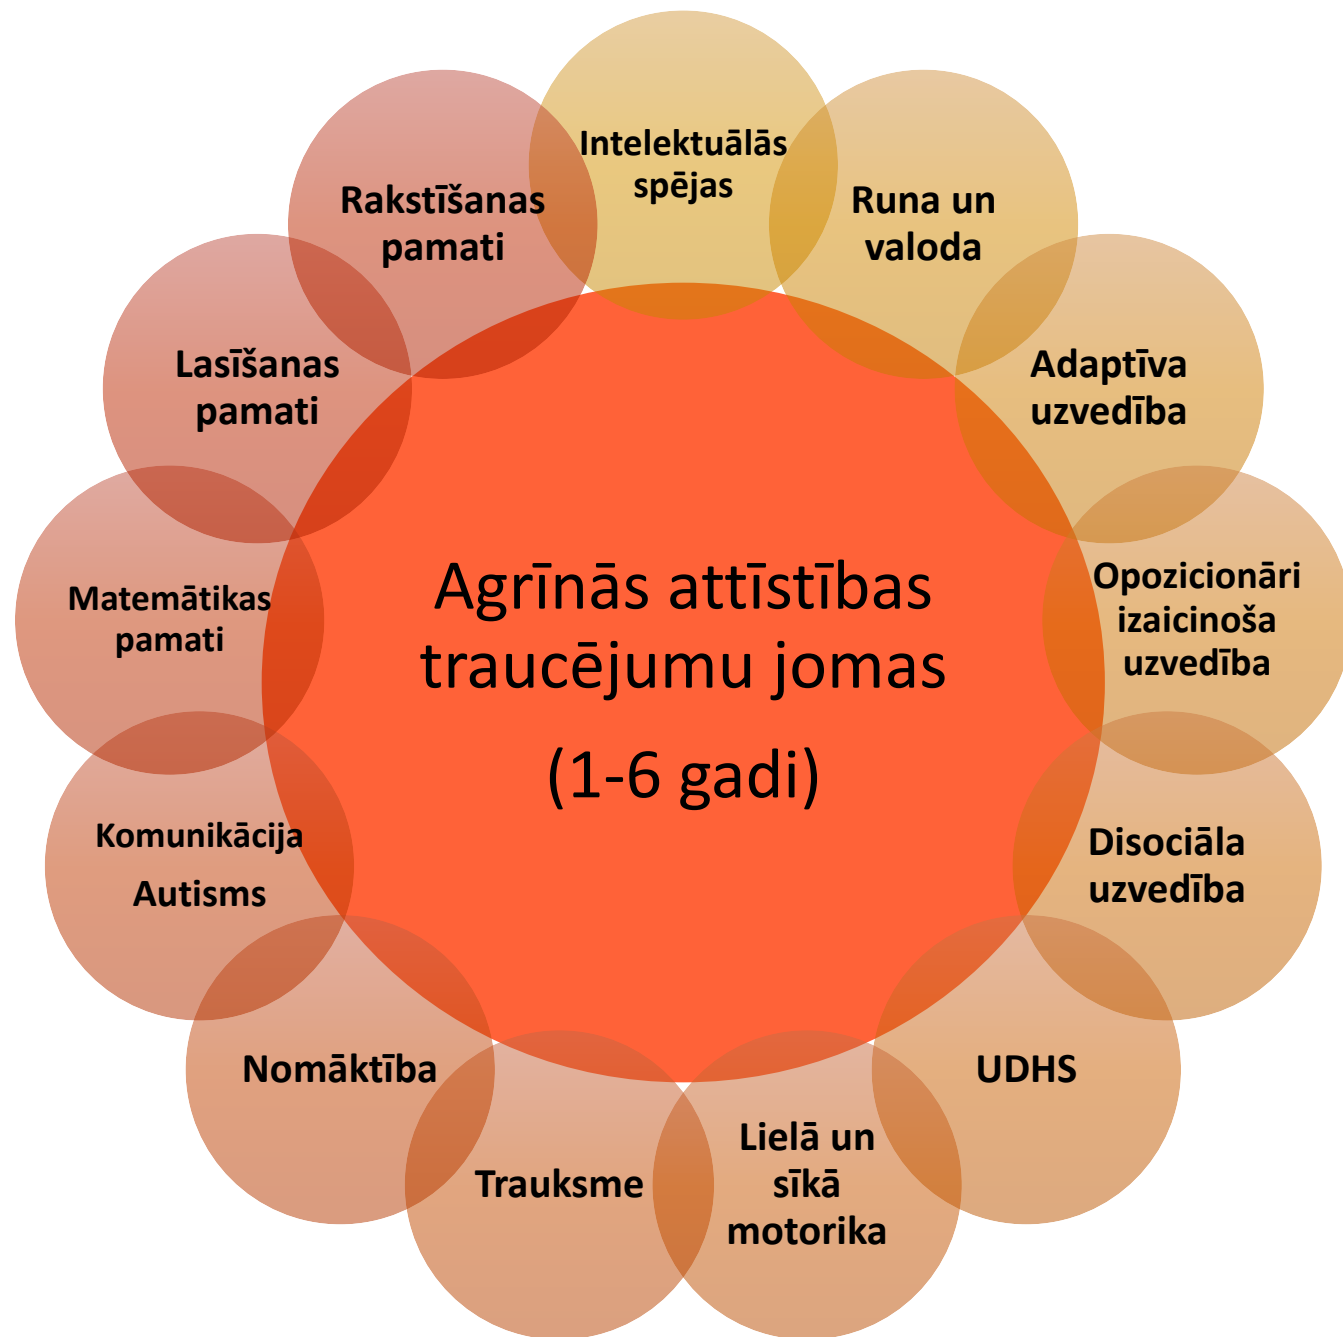 Agrīnās attīstības
traucējumu jomas
(1-6 gadi)
Intelektuālās
spējas
Runa un
valoda
Adaptīva
uzvedība
Opozicionāri
izaicinoša
uzvedība
Disociāla
uzvedība
UDHS
Lielā un
sīkā
motorika
Trauksme
Nomāktība
Komunikācija
Autisms
Matemātikas
pamati
Lasīšanas
pamati
Rakstīšanas
pamati